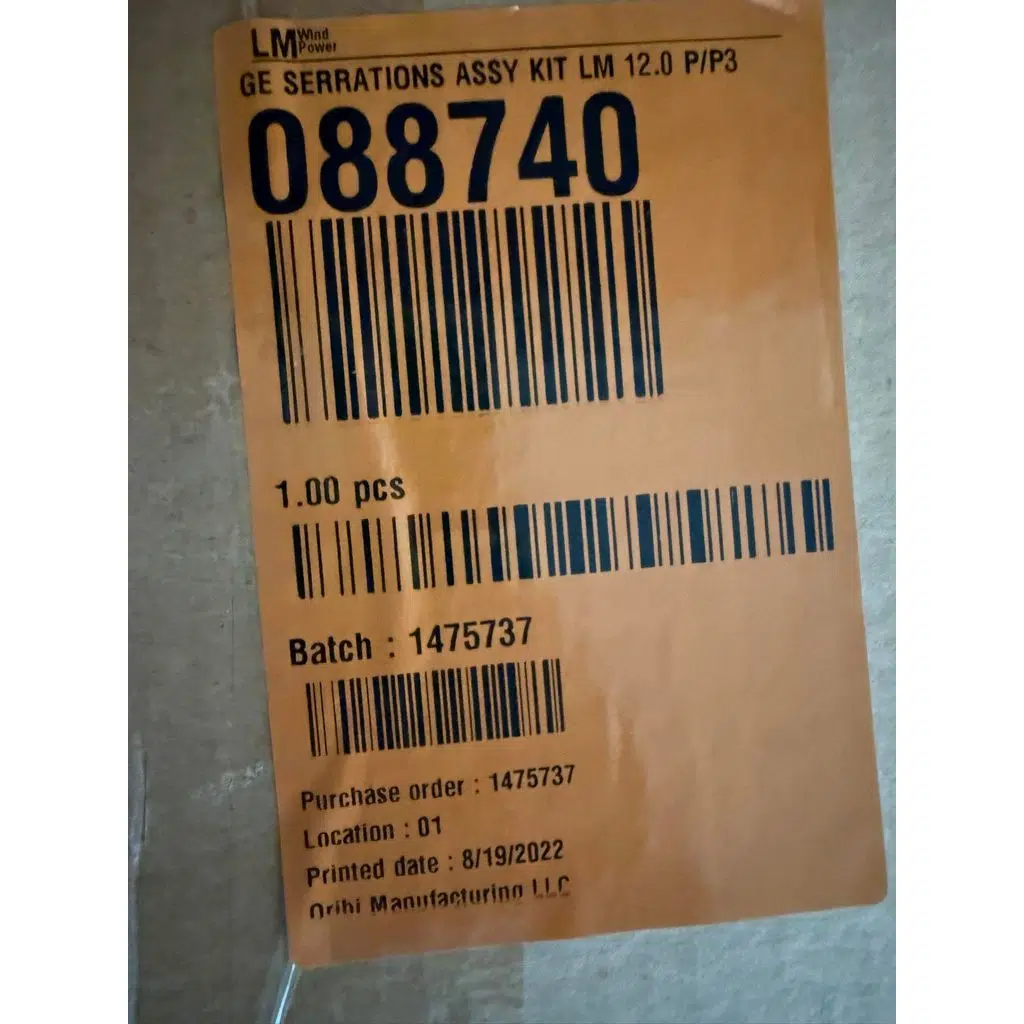 LM Wind Power
GE SERRATIONS ASSY KIT LM 12.0 P/P3
088740
1.00 pcs
Batch : 1475737
Purchase order : 1475737
Location : 01
Printed date : 8/19/2022
Oribi Manufacturing LLC